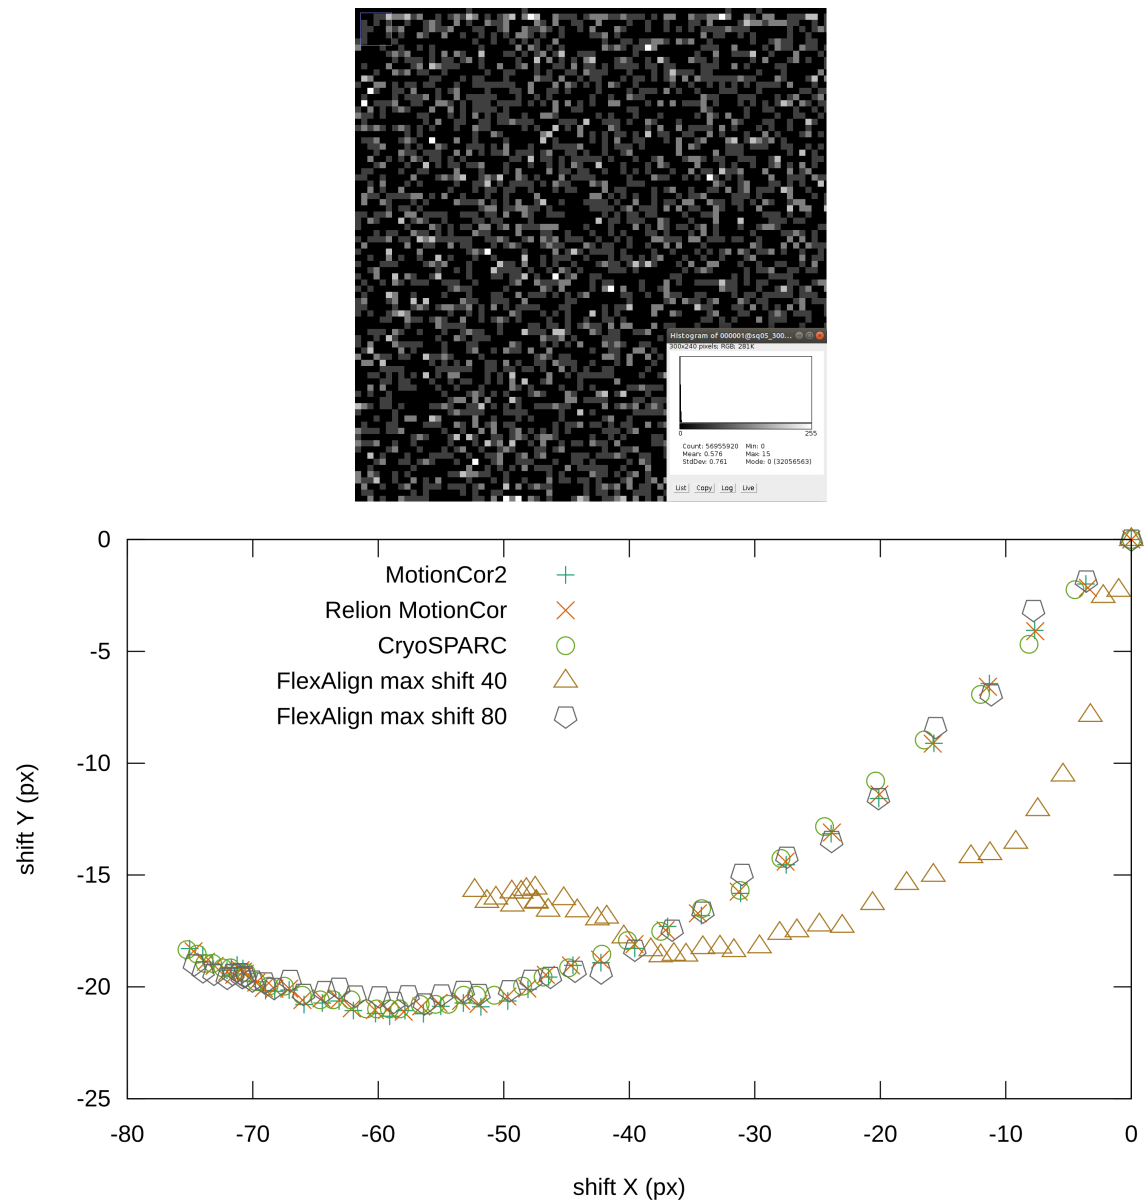 Histogram of 000001@sq05_300...
300x240 pixels; RGB; 281K
0 255
Count: 56955920 Min: 0
Mean: 0.576 Max: 15
StdDev: 0.761 Mode: 0 (32056563)
List Copy Log Live
0
-5
-10
-15
-20
-25
shift Y (px)
MotionCor2
Relion MotionCor
CryoSPARC
FlexAlign max shift 40
FlexAlign max shift 80
-80 -70 -60 -50 -40 -30 -20 -10 0
shift X (px)